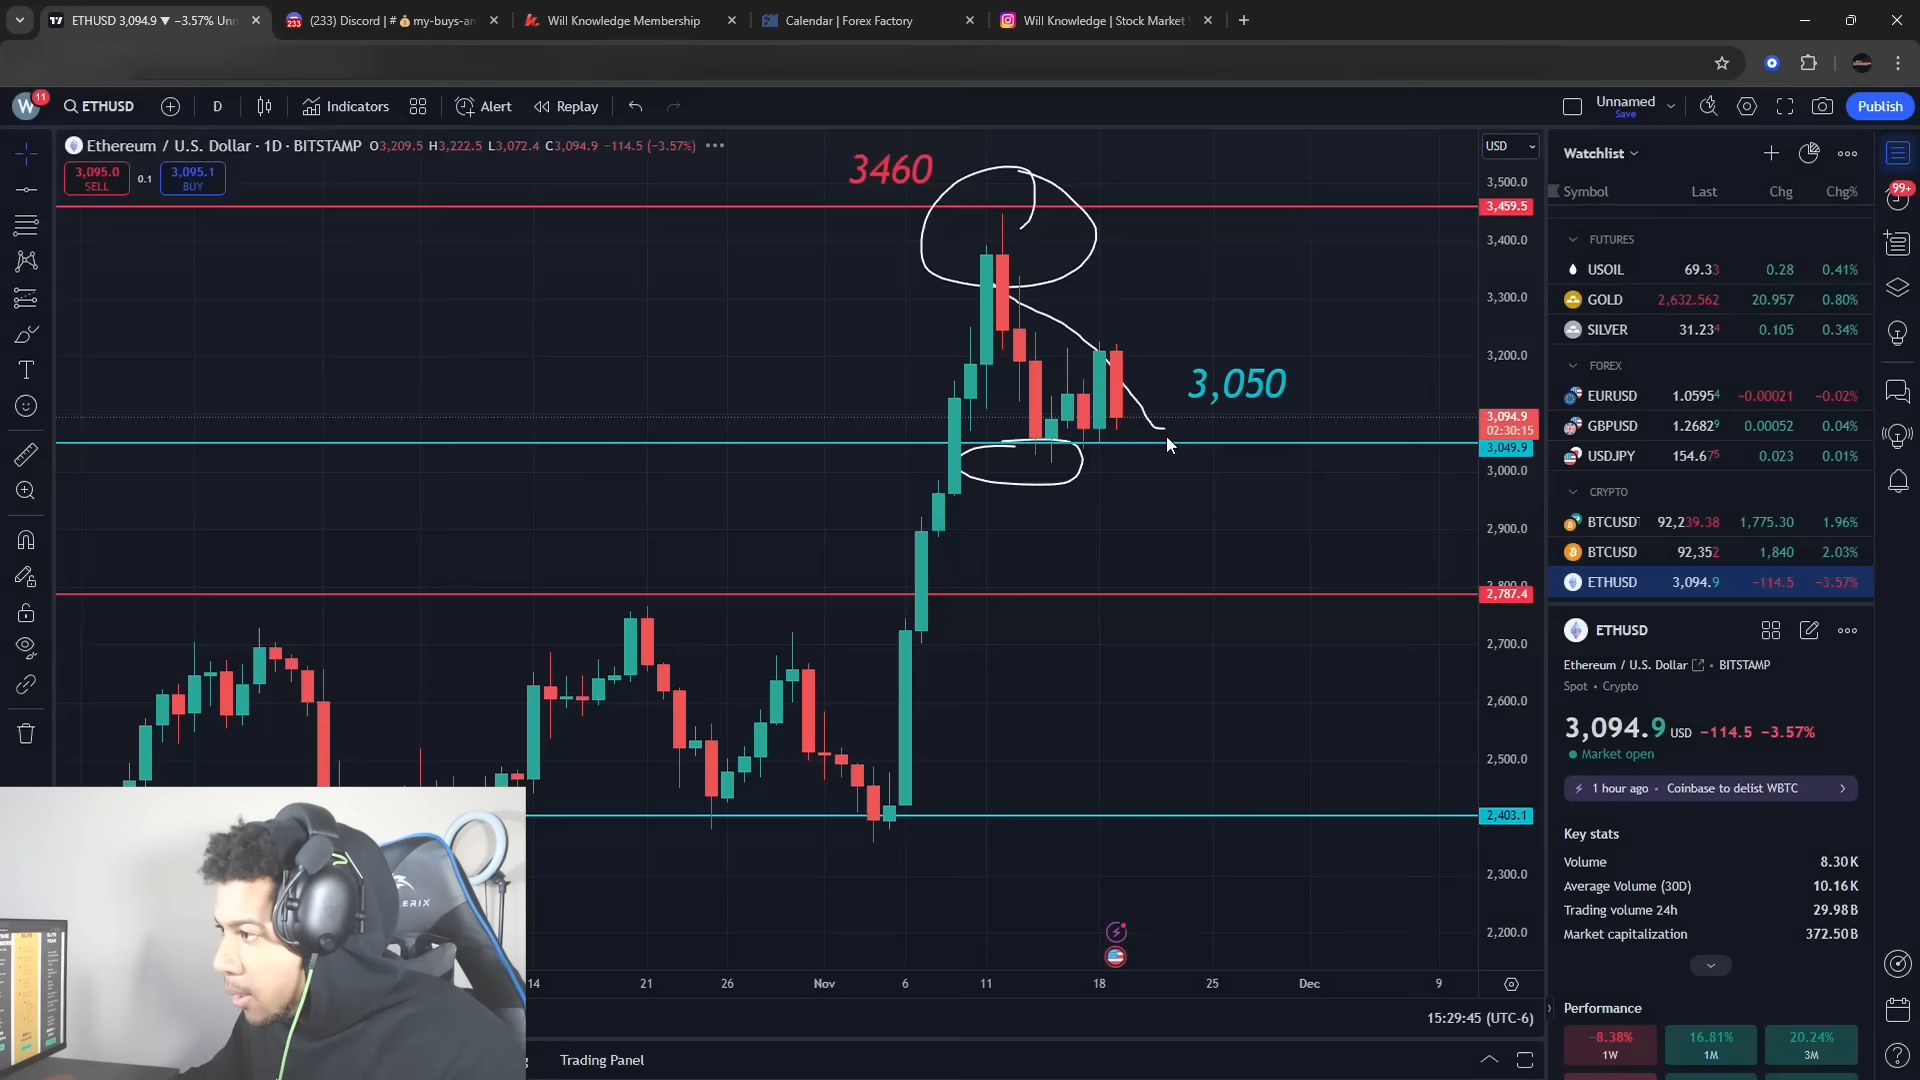 ETHUSD 3,094.9 ▼ −3.57% Unn
(233) Discord | # 💰my-buys-an
Will Knowledge Membership
Calendar | Forex Factory
Will Knowledge | Stock Market
W 11
ETHUSD
D
Indicators
Alert
Replay
Unnamed
Save
Publish
Ethereum / U.S. Dollar · 1D · BITSTAMP O3,209.5 H3,222.5 L3,072.4 C3,094.9 −114.5 (−3.57%)
3,095.0
SELL
0.1
3,095.1
BUY
3460
3,050
USD
3,500.0
3,459.5
3,400.0
3,300.0
3,200.0
3,094.9
02:30:15
3,049.9
3,000.0
2,900.0
2,800.0
2,787.4
2,700.0
2,600.0
2,500.0
2,403.1
2,300.0
2,200.0
14 21 26 Nov 6 11 18 25 Dec 9
15:29:45 (UTC-6)
Trading Panel
Watchlist
99+
Symbol Last Chg Chg%
FUTURES
USOIL 69.33 0.28 0.41%
GOLD 2,632.562 20.957 0.80%
SILVER 31.234 0.105 0.34%
FOREX
EURUSD 1.05954 −0.00021 −0.02%
GBPUSD 1.26829 0.00052 0.04%
USDJPY 154.675 0.023 0.01%
CRYPTO
BTCUSDT 92,239.38 1,775.30 1.96%
BTCUSD 92,352 1,840 2.03%
ETHUSD 3,094.9 −114.5 −3.57%
ETHUSD
Ethereum / U.S. Dollar • BITSTAMP
Spot • Crypto
3,094.9 USD −114.5 −3.57%
Market open
1 hour ago • Coinbase to delist WBTC
Key stats
Volume 8.30K
Average Volume (30D) 10.16K
Trading volume 24h 29.98B
Market capitalization 372.50B
Performance
−8.38%
1W
16.81%
1M
20.24%
3M